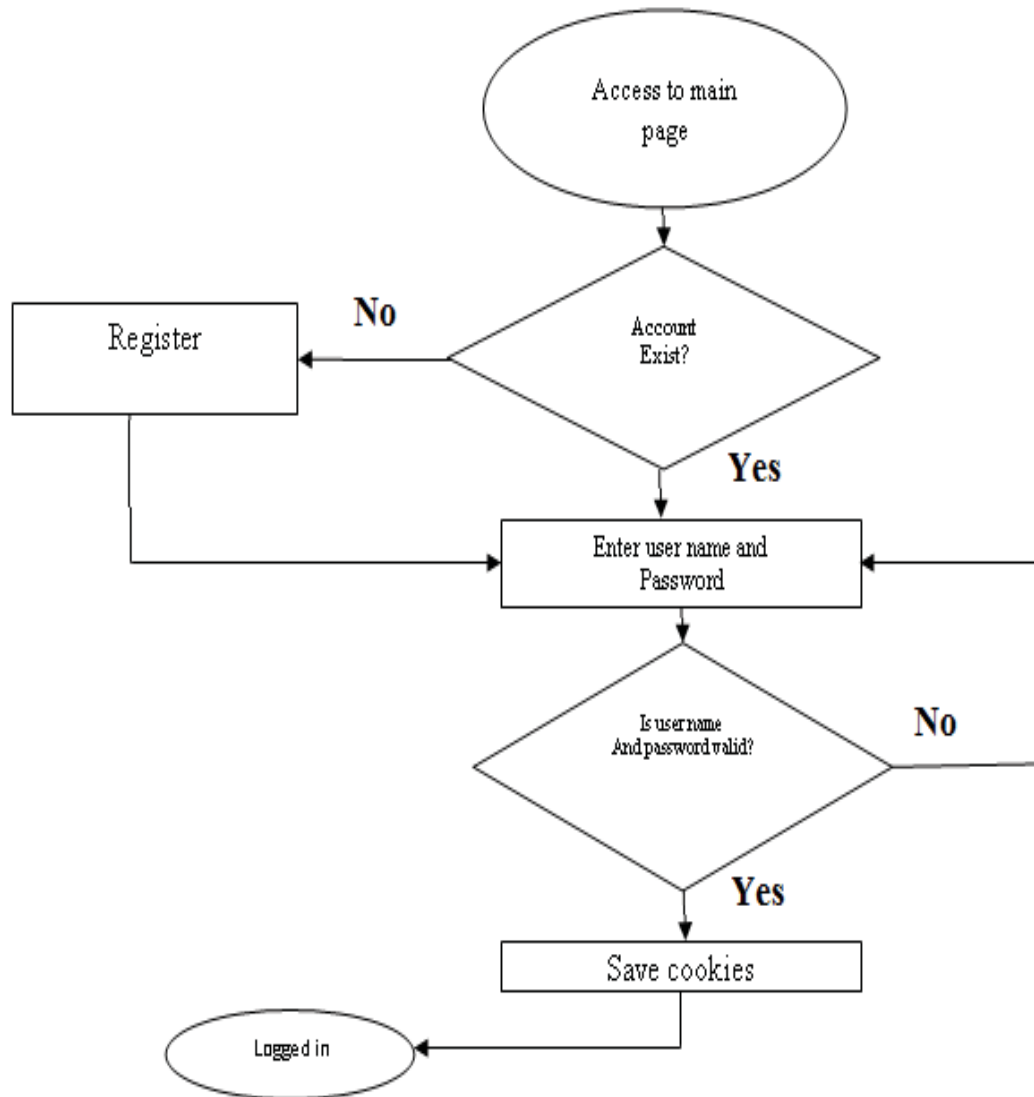 Access to main
page
No
Register
Account
Exist?
Yes
Enter user name and
Password
Is user name
And password valid?
No
Yes
Save cookies
Logged in